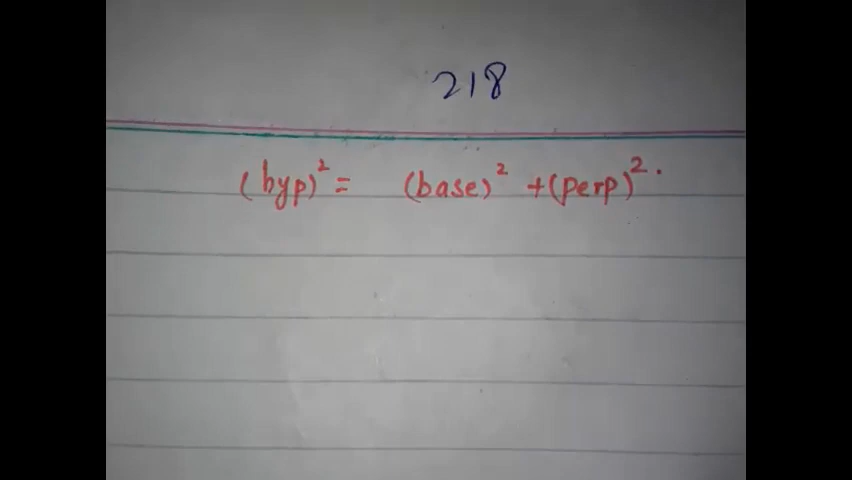 218
(hyp)² = (base)² + (perp)².